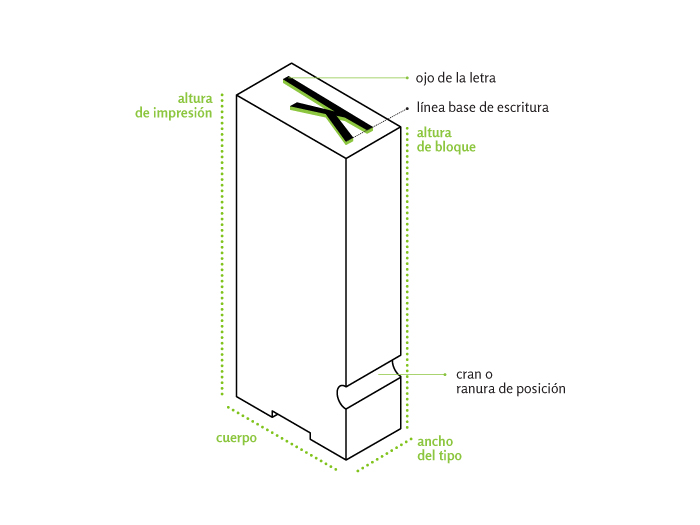 ojo de la letra
altura
de impresión
línea base de escritura
altura
de bloque
cran o
ranura de posición
cuerpo
ancho
del tipo